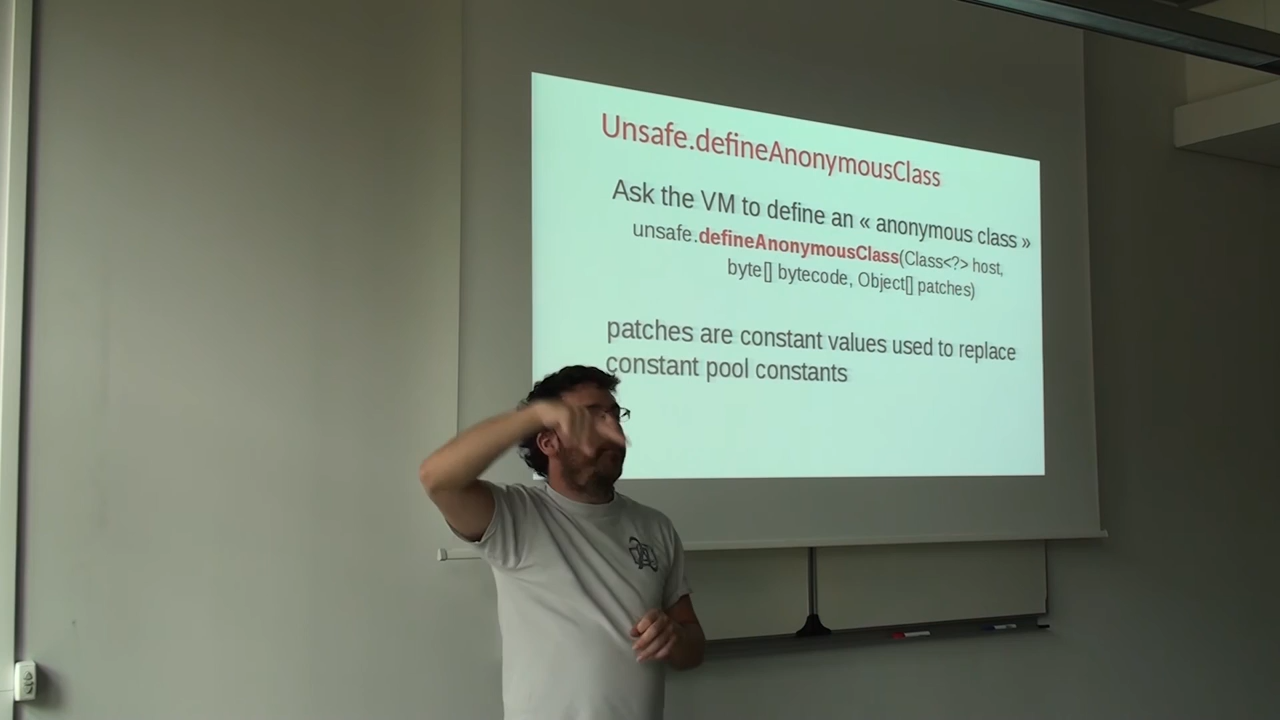 Unsafe.defineAnonymousClass
Ask the VM to define an « anonymous class »
unsafe.defineAnonymousClass(Class<?> host,
byte[] bytecode, Object[] patches)
patches are constant values used to replace
constant pool constants